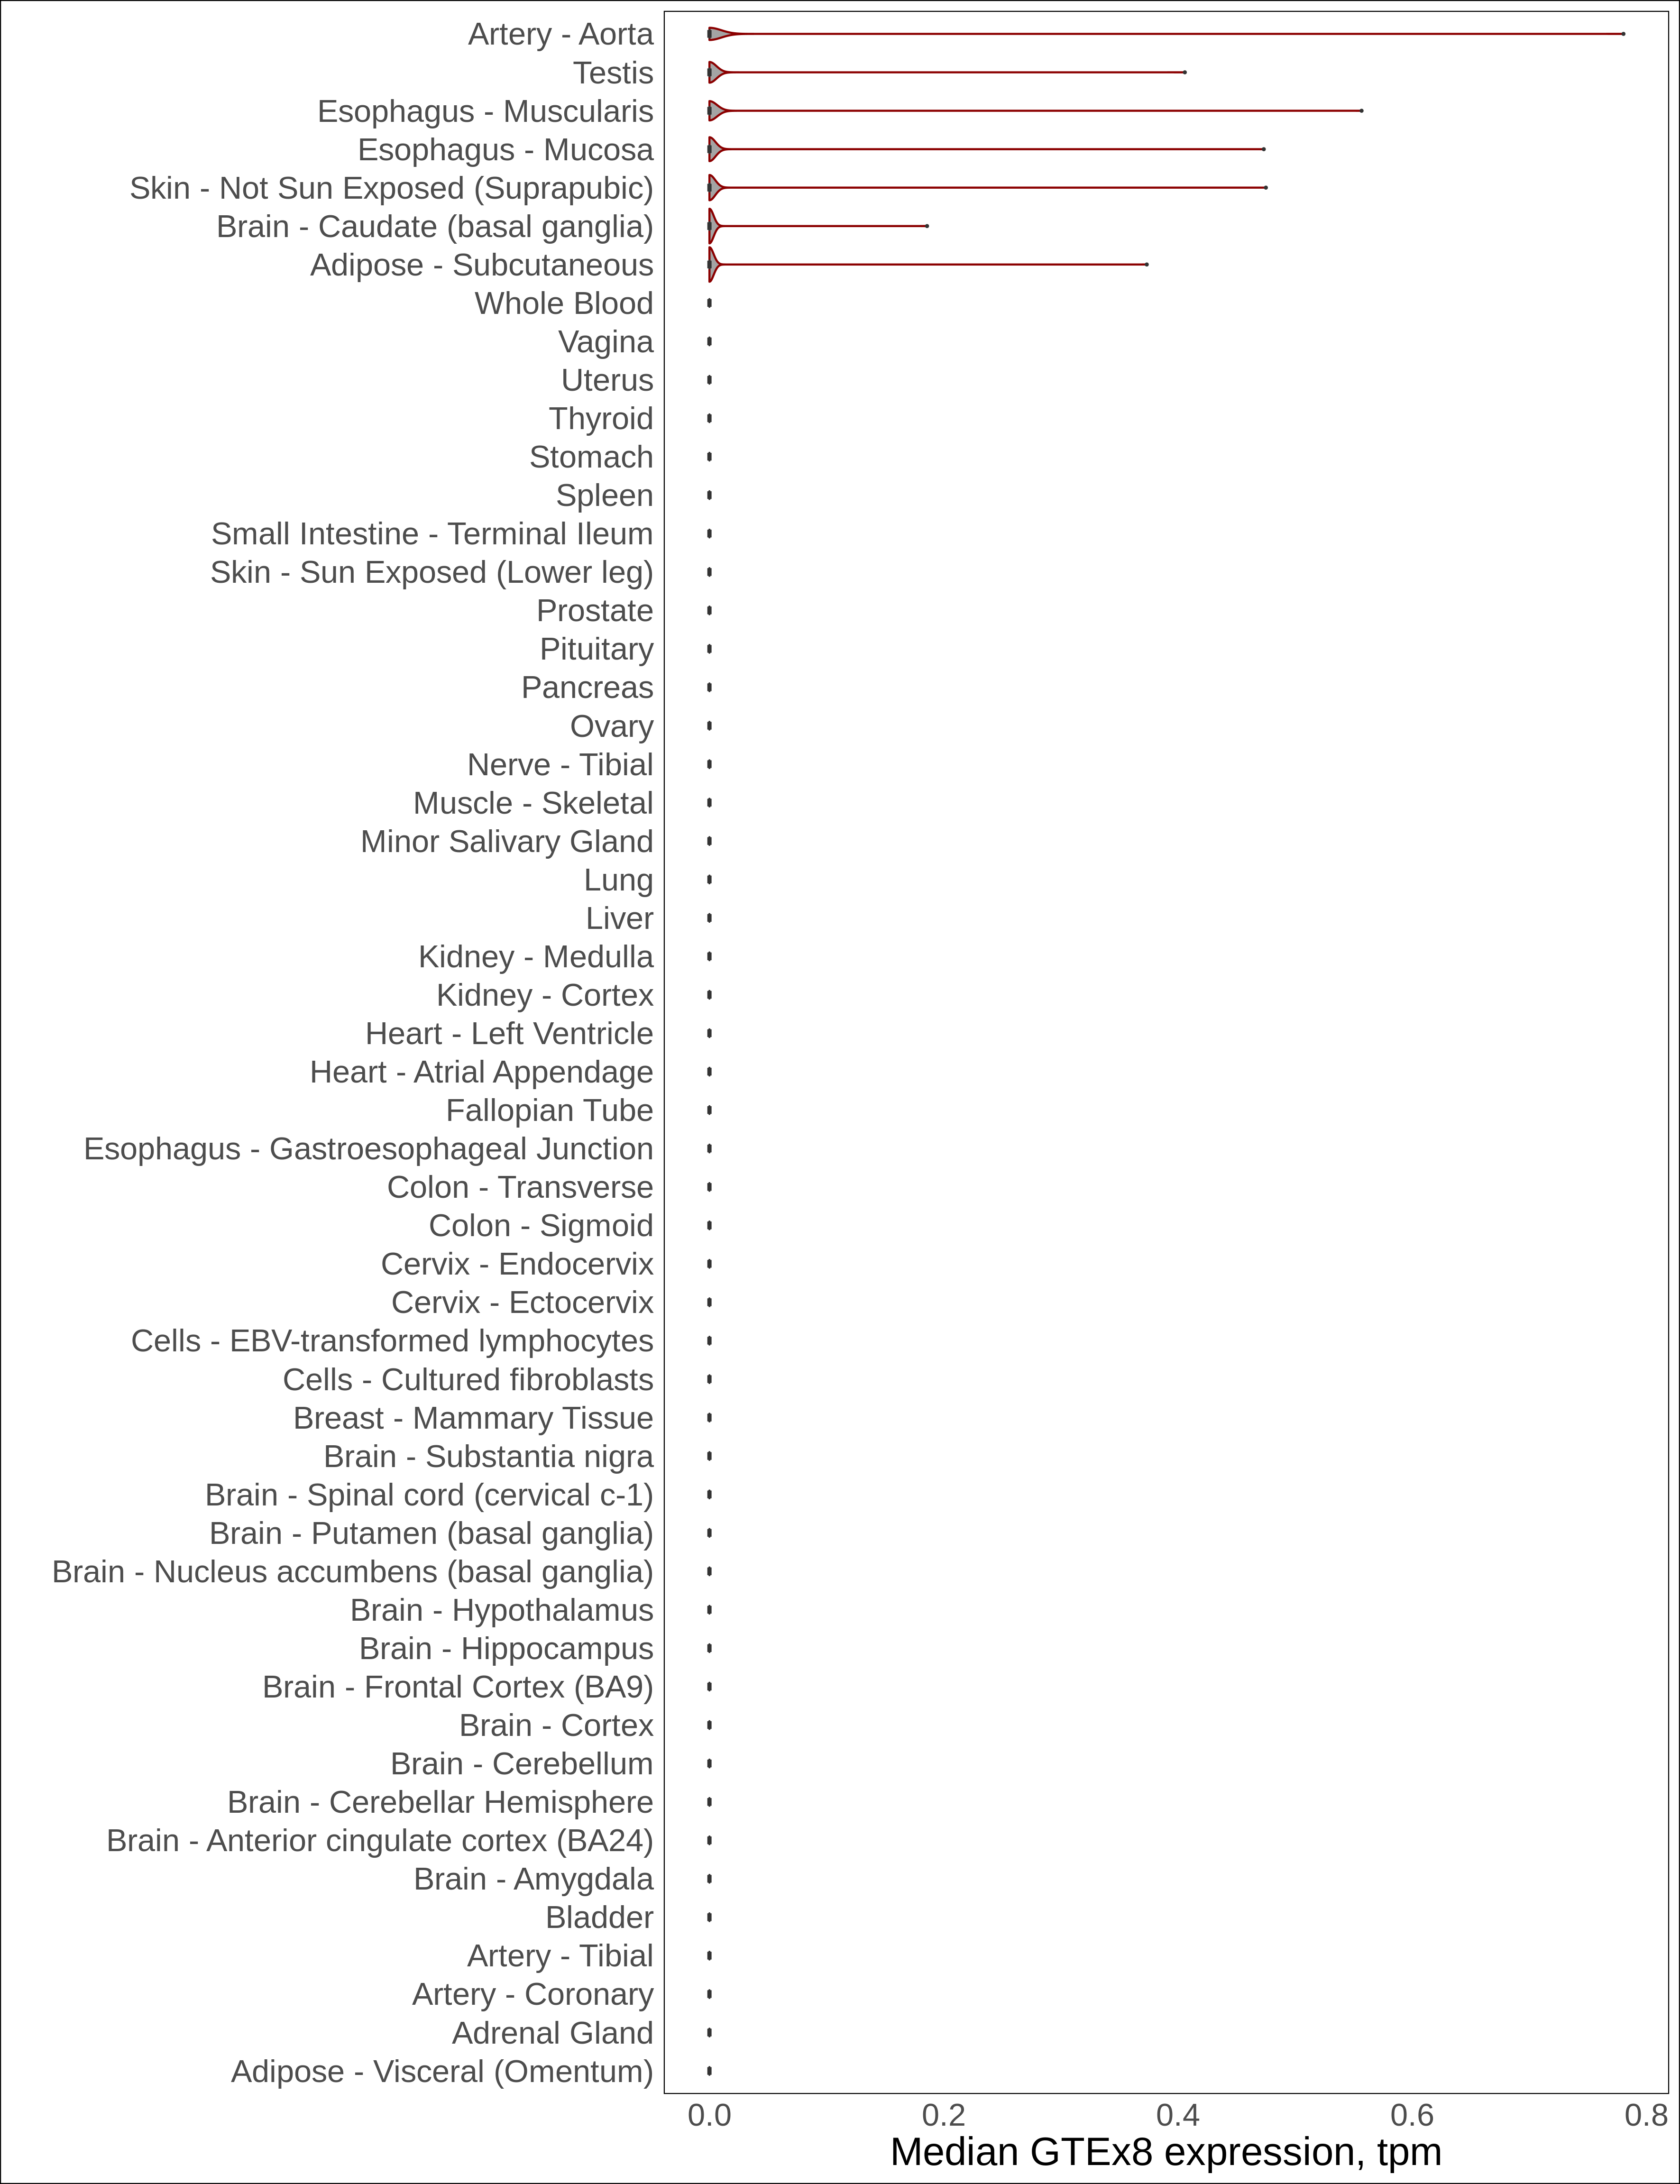 Artery - Aorta
Testis
Esophagus - Muscularis
Esophagus - Mucosa
Skin - Not Sun Exposed (Suprapubic)
Brain - Caudate (basal ganglia)
Adipose - Subcutaneous
Whole Blood
Vagina
Uterus
Thyroid
Stomach
Spleen
Small Intestine - Terminal Ileum
Skin - Sun Exposed (Lower leg)
Prostate
Pituitary
Pancreas
Ovary
Nerve - Tibial
Muscle - Skeletal
Minor Salivary Gland
Lung
Liver
Kidney - Medulla
Kidney - Cortex
Heart - Left Ventricle
Heart - Atrial Appendage
Fallopian Tube
Esophagus - Gastroesophageal Junction
Colon - Transverse
Colon - Sigmoid
Cervix - Endocervix
Cervix - Ectocervix
Cells - EBV-transformed lymphocytes
Cells - Cultured fibroblasts
Breast - Mammary Tissue
Brain - Substantia nigra
Brain - Spinal cord (cervical c-1)
Brain - Putamen (basal ganglia)
Brain - Nucleus accumbens (basal ganglia)
Brain - Hypothalamus
Brain - Hippocampus
Brain - Frontal Cortex (BA9)
Brain - Cortex
Brain - Cerebellum
Brain - Cerebellar Hemisphere
Brain - Anterior cingulate cortex (BA24)
Brain - Amygdala
Bladder
Artery - Tibial
Artery - Coronary
Adrenal Gland
Adipose - Visceral (Omentum)
0.0 0.2 0.4 0.6 0.8
Median GTEx8 expression, tpm